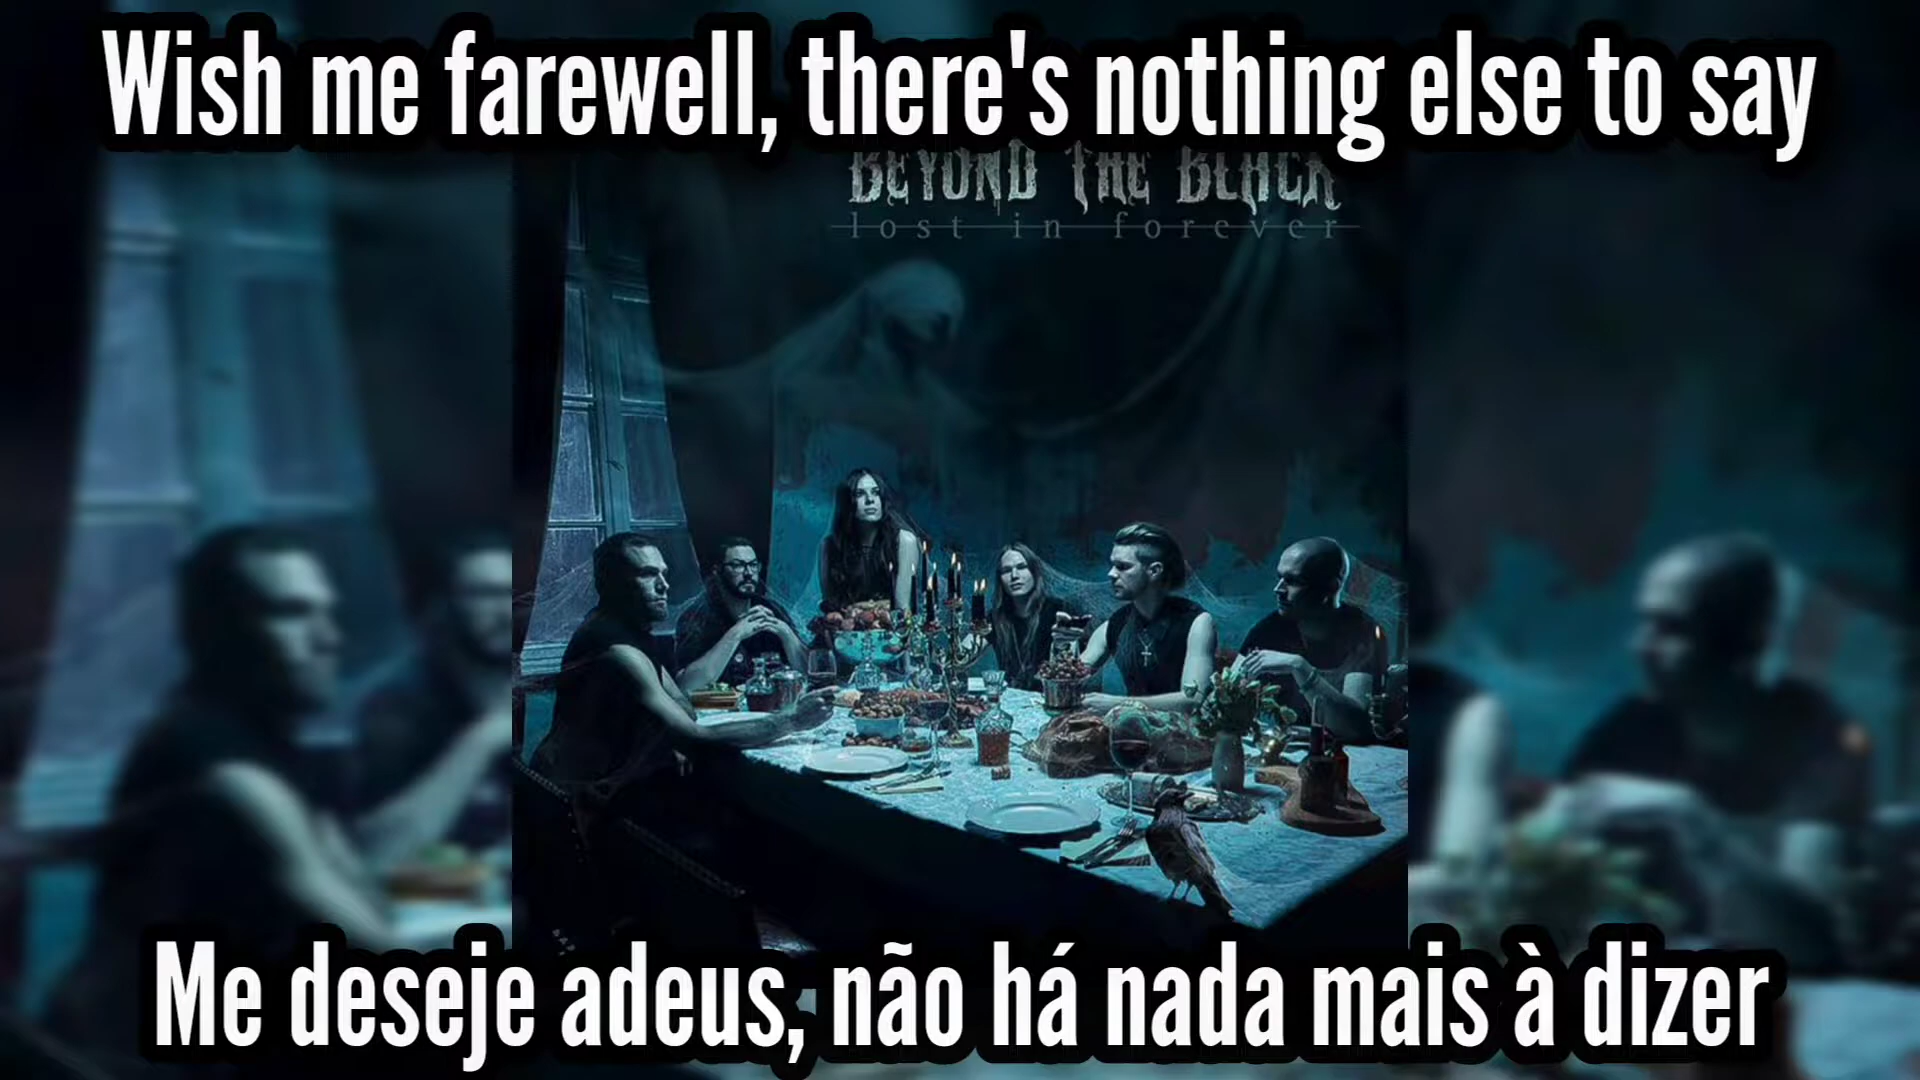 Wish me farewell, there's nothing else to say
BEYOND THE BLACK
lost in forever
Me deseje adeus, não há nada mais à dizer